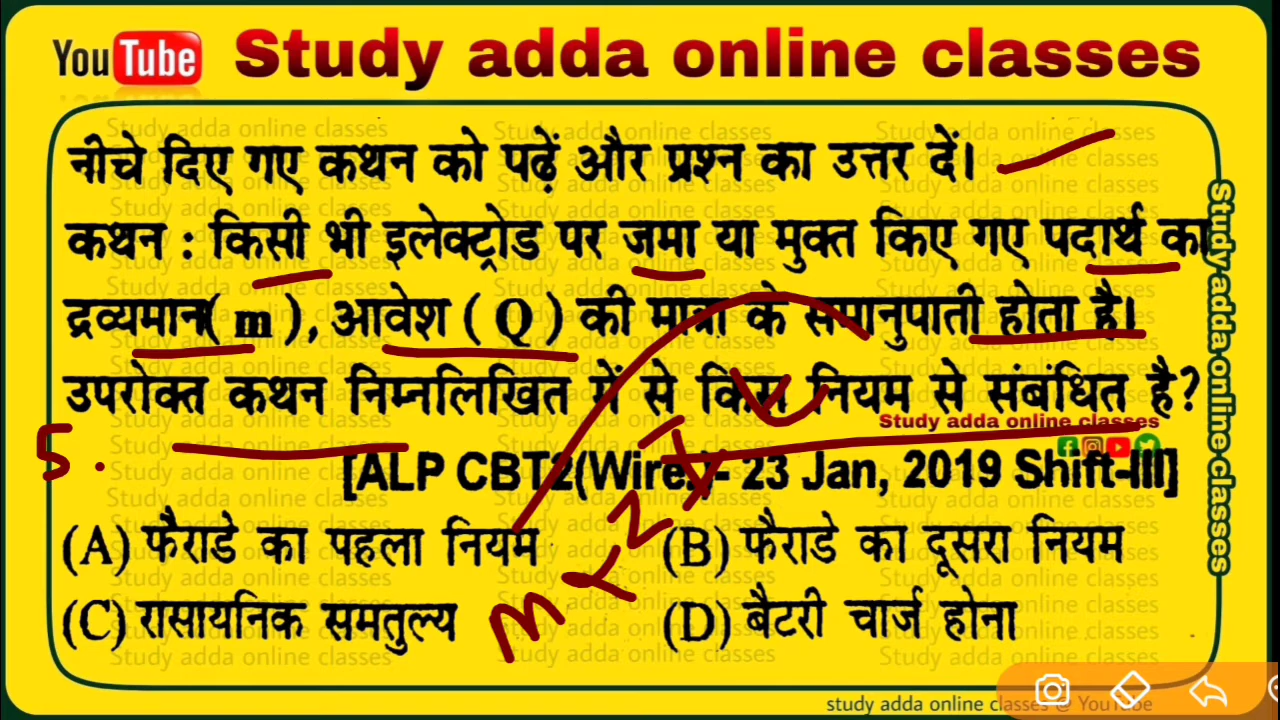 YouTube Study adda online classes
नीचे दिए गए कथन को पढ़ें और प्रश्न का उत्तर दें।
कथन : किसी भी इलेक्ट्रोड पर जमा या मुक्त किए गए पदार्थ का
द्रव्यमान( m ), आवेश ( Q ) की मात्रा के समानुपाती होता है।
उपरोक्त कथन निम्नलिखित में से किस नियम से संबंधित है?
Study adda online classes
5.
[ALP CBT2(Wire)- 23 Jan, 2019 Shift-III]
(A) फैराडे का पहला नियम (B) फैराडे का दूसरा नियम
(C) रासायनिक समतुल्य (D) बैटरी चार्ज होना
Study adda online classes
study adda online classes @ YouTube